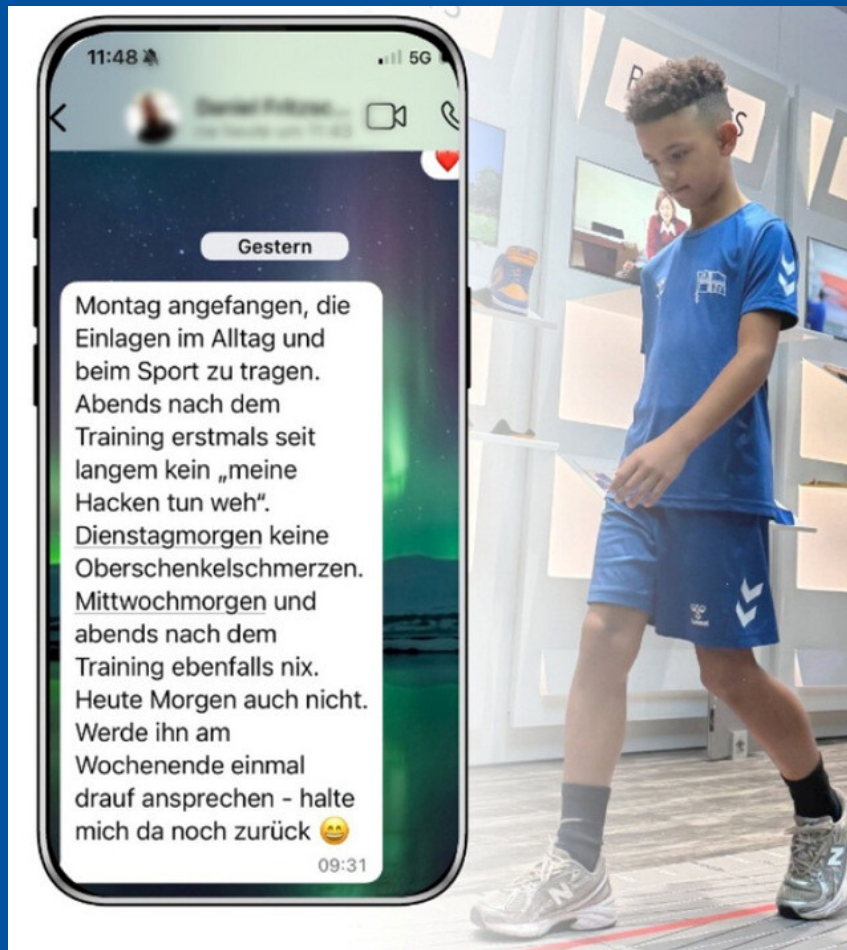 11:48
5G
Gestern
Montag angefangen, die
Einlagen im Alltag und
beim Sport zu tragen.
Abends nach dem
Training erstmals seit
langem kein „meine
Hacken tun weh“.
Dienstagmorgen keine
Oberschenkelschmerzen.
Mittwochmorgen und
abends nach dem
Training ebenfalls nix.
Heute Morgen auch nicht.
Werde ihn am
Wochenende einmal
drauf ansprechen - halte
mich da noch zurück 😄
09:31
hummel
N
N